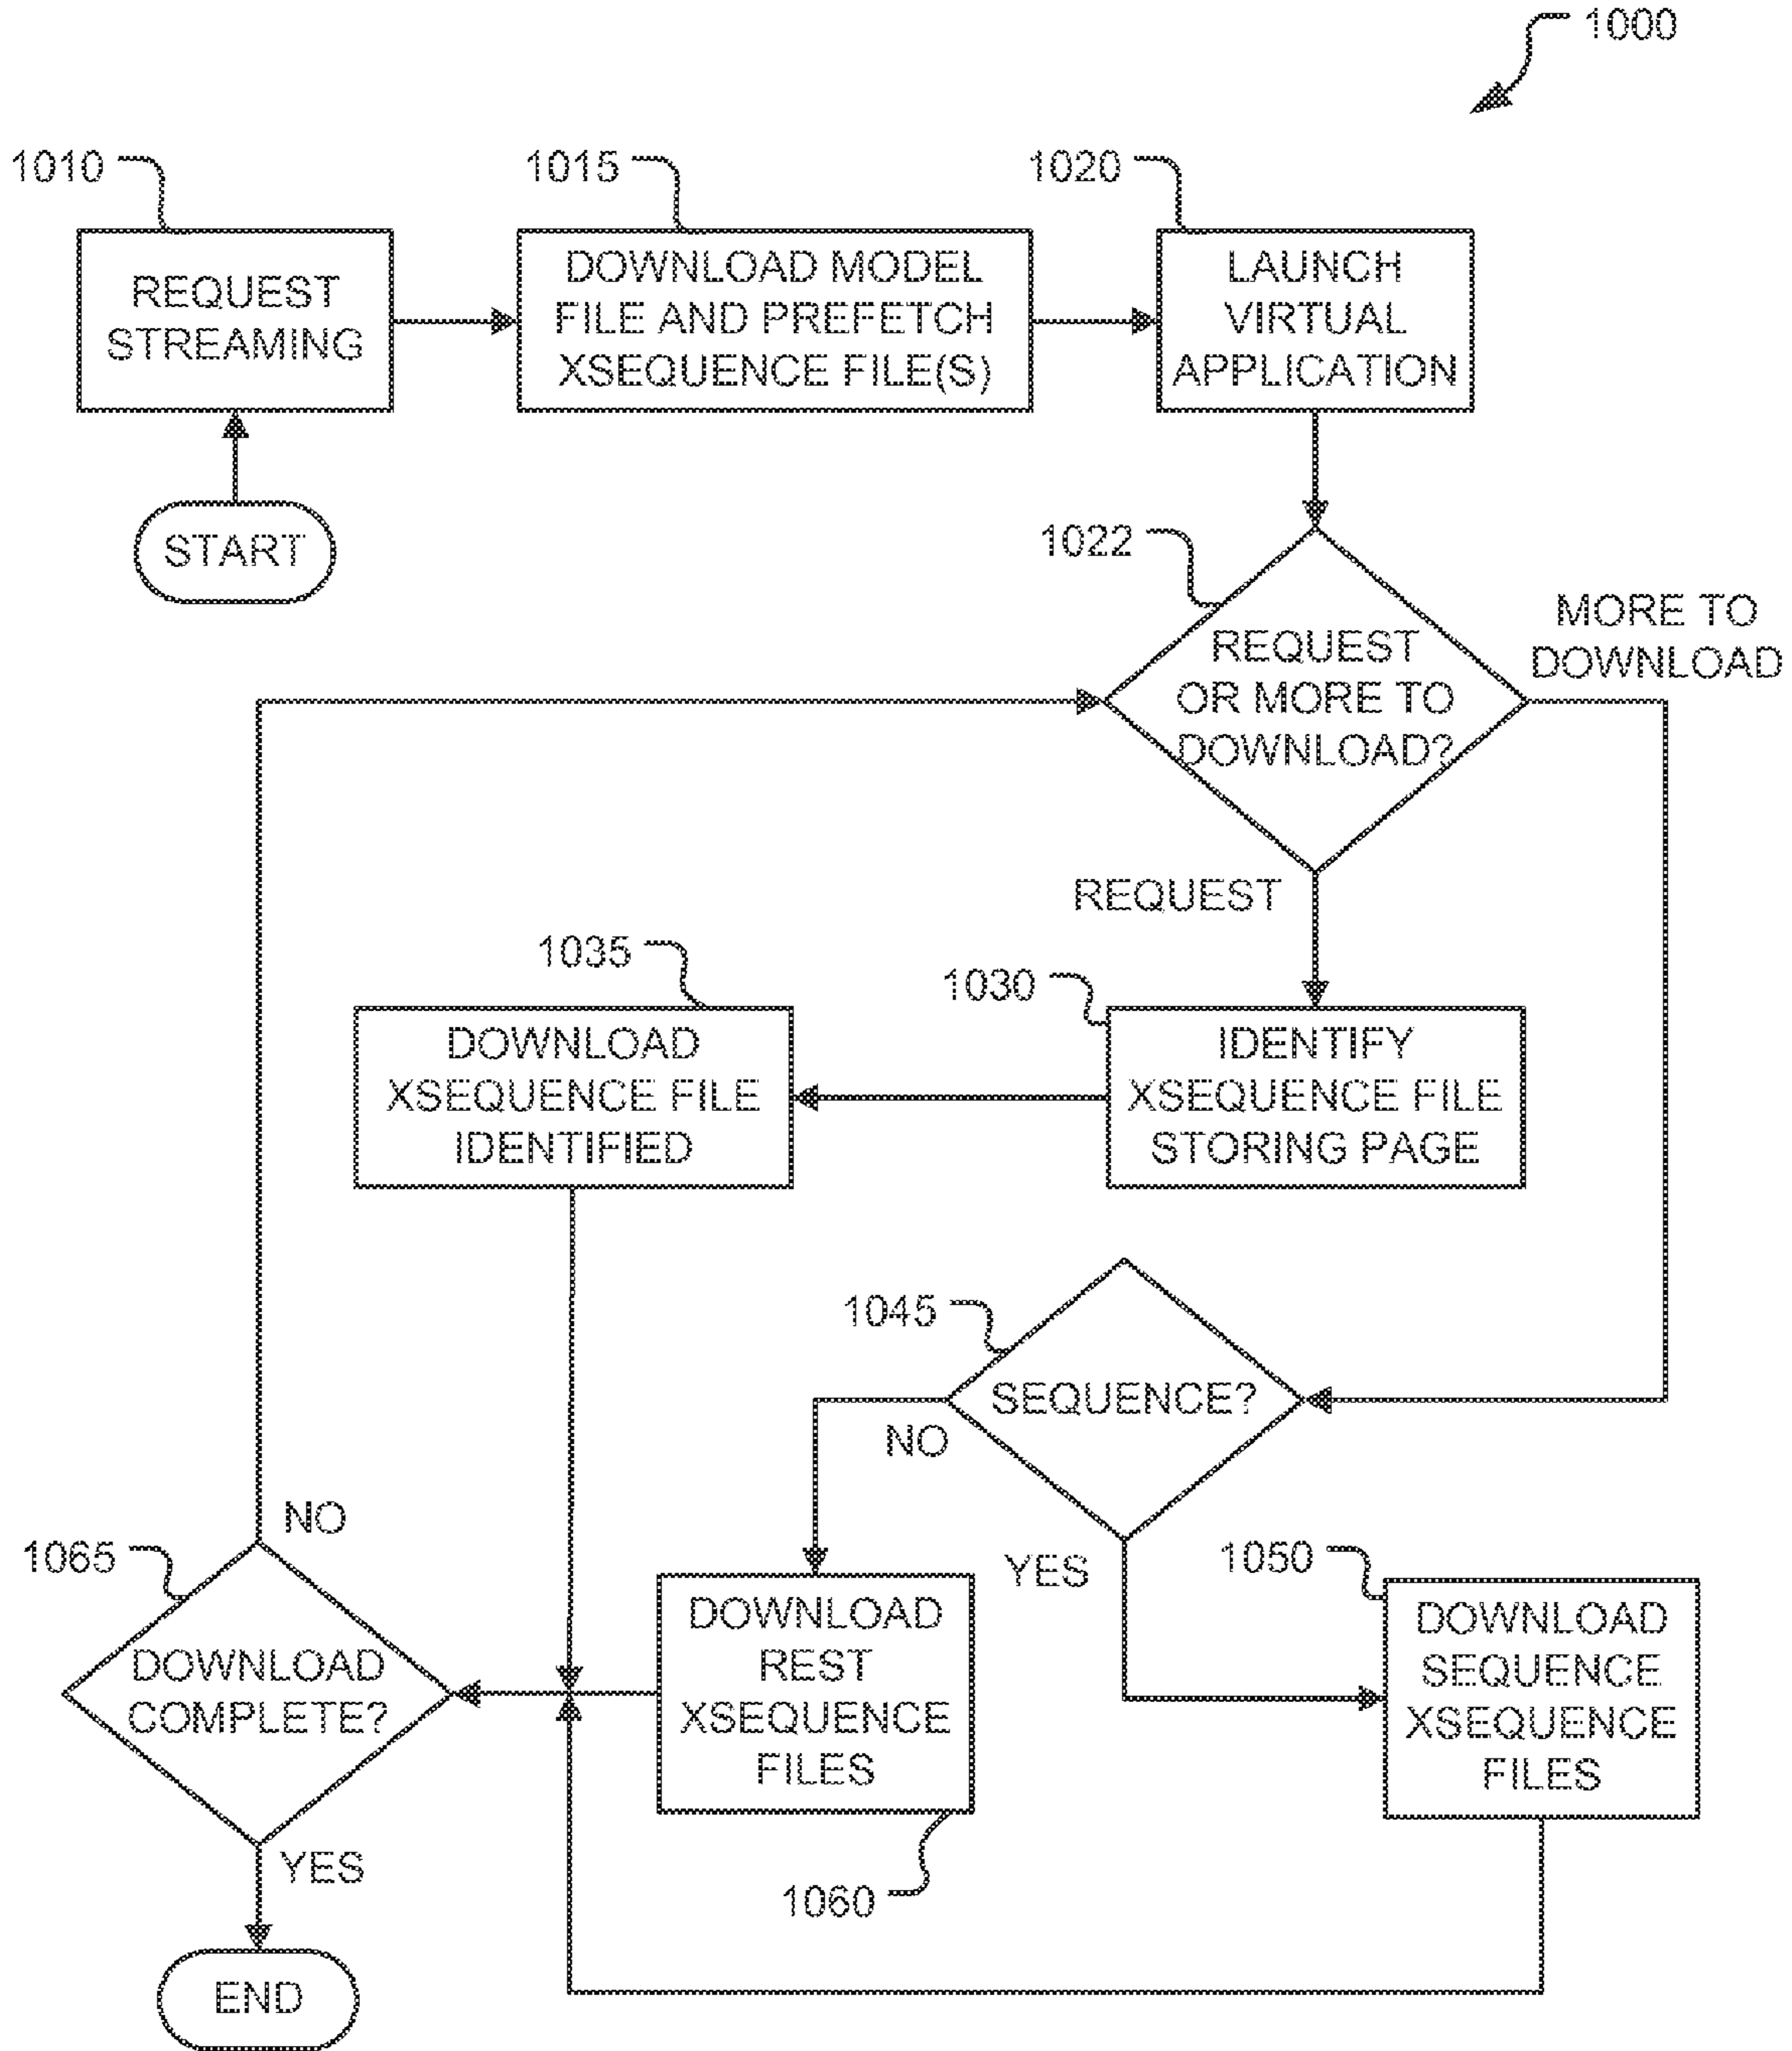 1000
1010
1015
1020
REQUEST
STREAMING
DOWNLOAD MODEL
FILE AND PREFETCH
XSEQUENCE FILE(S)
LAUNCH
VIRTUAL
APPLICATION
START
1022
REQUEST
OR MORE TO
DOWNLOAD?
MORE TO
DOWNLOAD
REQUEST
1035
1030
DOWNLOAD
XSEQUENCE FILE
IDENTIFIED
IDENTIFY
XSEQUENCE FILE
STORING PAGE
1045
SEQUENCE?
NO
YES
NO
1065
DOWNLOAD
COMPLETE?
YES
DOWNLOAD
REST
XSEQUENCE
FILES
1060
1050
DOWNLOAD
SEQUENCE
XSEQUENCE
FILES
END